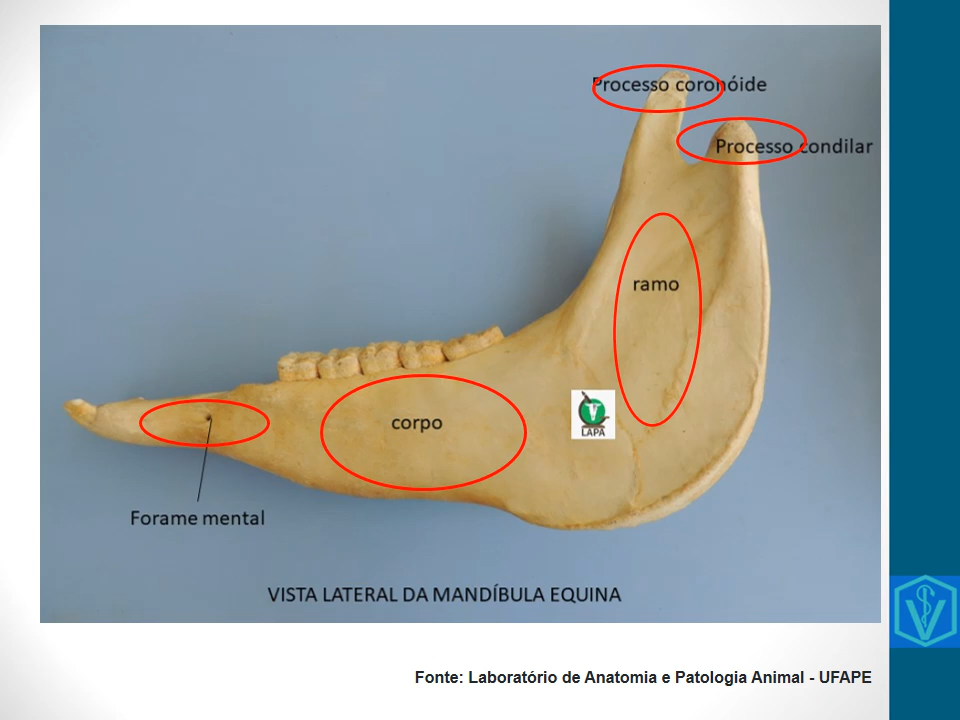 Processo coronóide
Processo condilar
ramo
corpo
LAPA
Forame mental
VISTA LATERAL DA MANDÍBULA EQUINA
Fonte: Laboratório de Anatomia e Patologia Animal - UFAPE